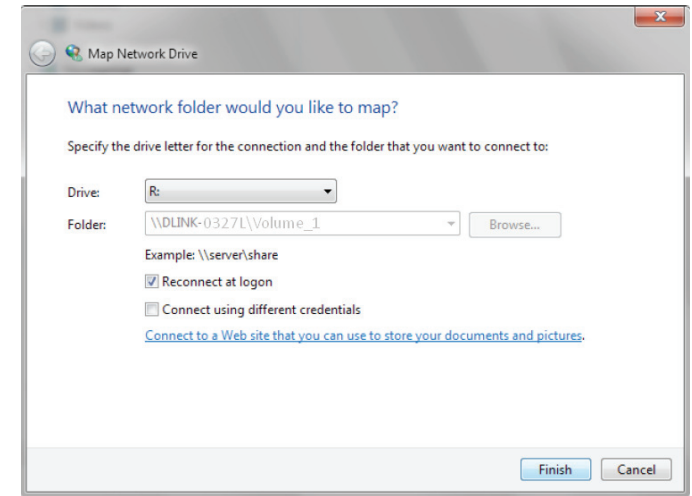 Map Network Drive
What network folder would you like to map?
Specify the drive letter for the connection and the folder that you want to connect to:
Drive: R:
Folder: \\DLINK-0327L\Volume_1 Browse...
Example: \\server\share
Reconnect at logon
Connect using different credentials
Connect to a Web site that you can use to store your documents and pictures.
Finish Cancel